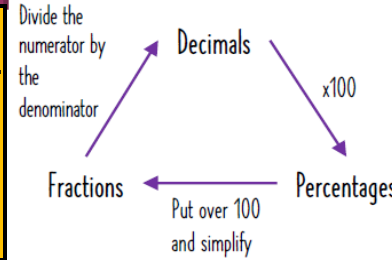 Divide the
numerator by
the
denominator
Decimals
x100
Fractions
Percentages
Put over 100
and simplify